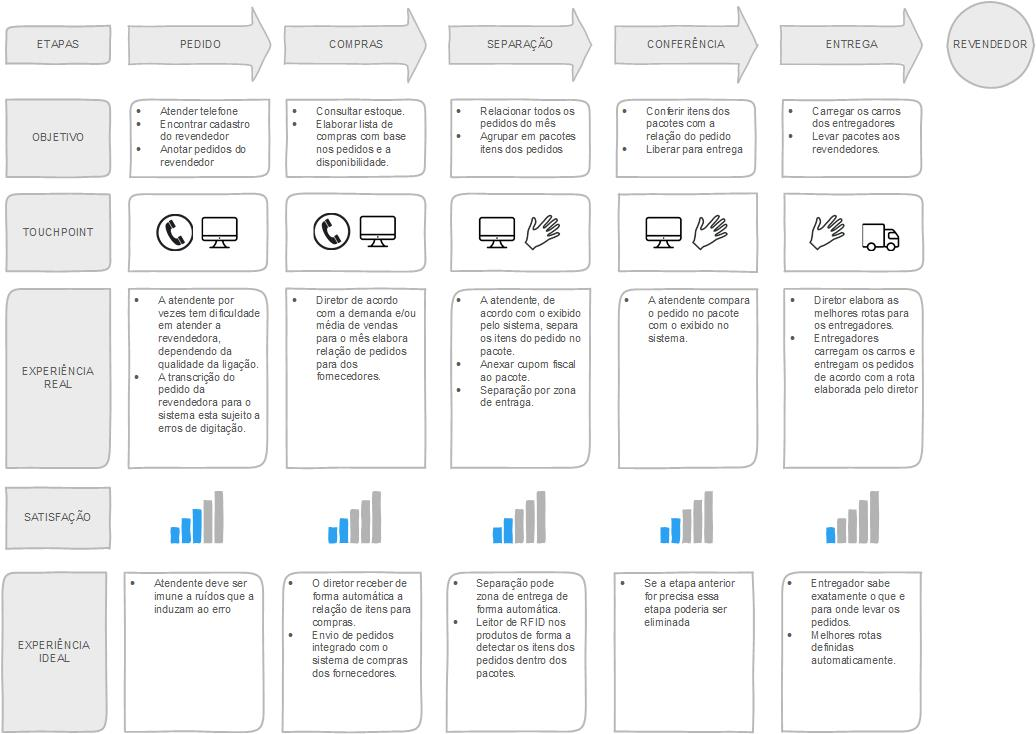 ETAPAS
PEDIDO
COMPRAS
SEPARAÇÃO
CONFERÊNCIA
ENTREGA
REVENDEDOR
OBJETIVO
• Atender telefone
• Encontrar cadastro
do revendedor
• Anotar pedidos do
revendedor
• Consultar estoque.
• Elaborar lista de
compras com base
nos pedidos e a
disponibilidade.
• Relacionar todos os
pedidos do mês
• Agrupar em pacotes
itens dos pedidos
• Conferir itens dos
pacotes com a
relação do pedido
• Liberar para entrega
• Carregar os carros
dos entregadores
• Levar pacotes aos
revendedores.
TOUCHPOINT
EXPERIÊNCIA
REAL
• A atendente por
vezes tem dificuldade
em atender a
revendedora,
dependendo da
qualidade da ligação.
• A transcrição do
pedido da
revendedora para o
sistema esta sujeito a
erros de digitação.
• Diretor de acordo
com a demanda e/ou
média de vendas
para o mês elabora
relação de pedidos
para dos
fornecedores.
• A atendente, de
acordo com o exibido
pelo sistema, separa
os itens do pedido no
pacote.
• Anexar cupom fiscal
ao pacote.
• Separação por zona
de entraga.
• A atendente compara
o pedido no pacote
com o exibido no
sistema.
• Diretor elabora as
melhores rotas para
os entregadores.
• Entregadores
carregam os carros e
entregam os pedidos
de acordo com a rota
elaborada pelo diretor
SATISFAÇÃO
EXPERIÊNCIA
IDEAL
• Atendente deve ser
imune a ruídos que a
induzam ao erro
• O diretor receber de
forma automática a
relação de itens para
compras.
• Envio de pedidos
integrado com o
sistema de compras
dos fornecedores.
• Separação pode
zona de entrega de
forma automática.
• Leitor de RFID nos
produtos de forma a
detectar os itens dos
pedidos dentro dos
pacotes.
• Se a etapa anterior
for precisa essa
etapa poderia ser
eliminada
• Entregador sabe
exatamente o que e
para onde levar os
pedidos.
• Melhores rotas
definidas
automaticamente.